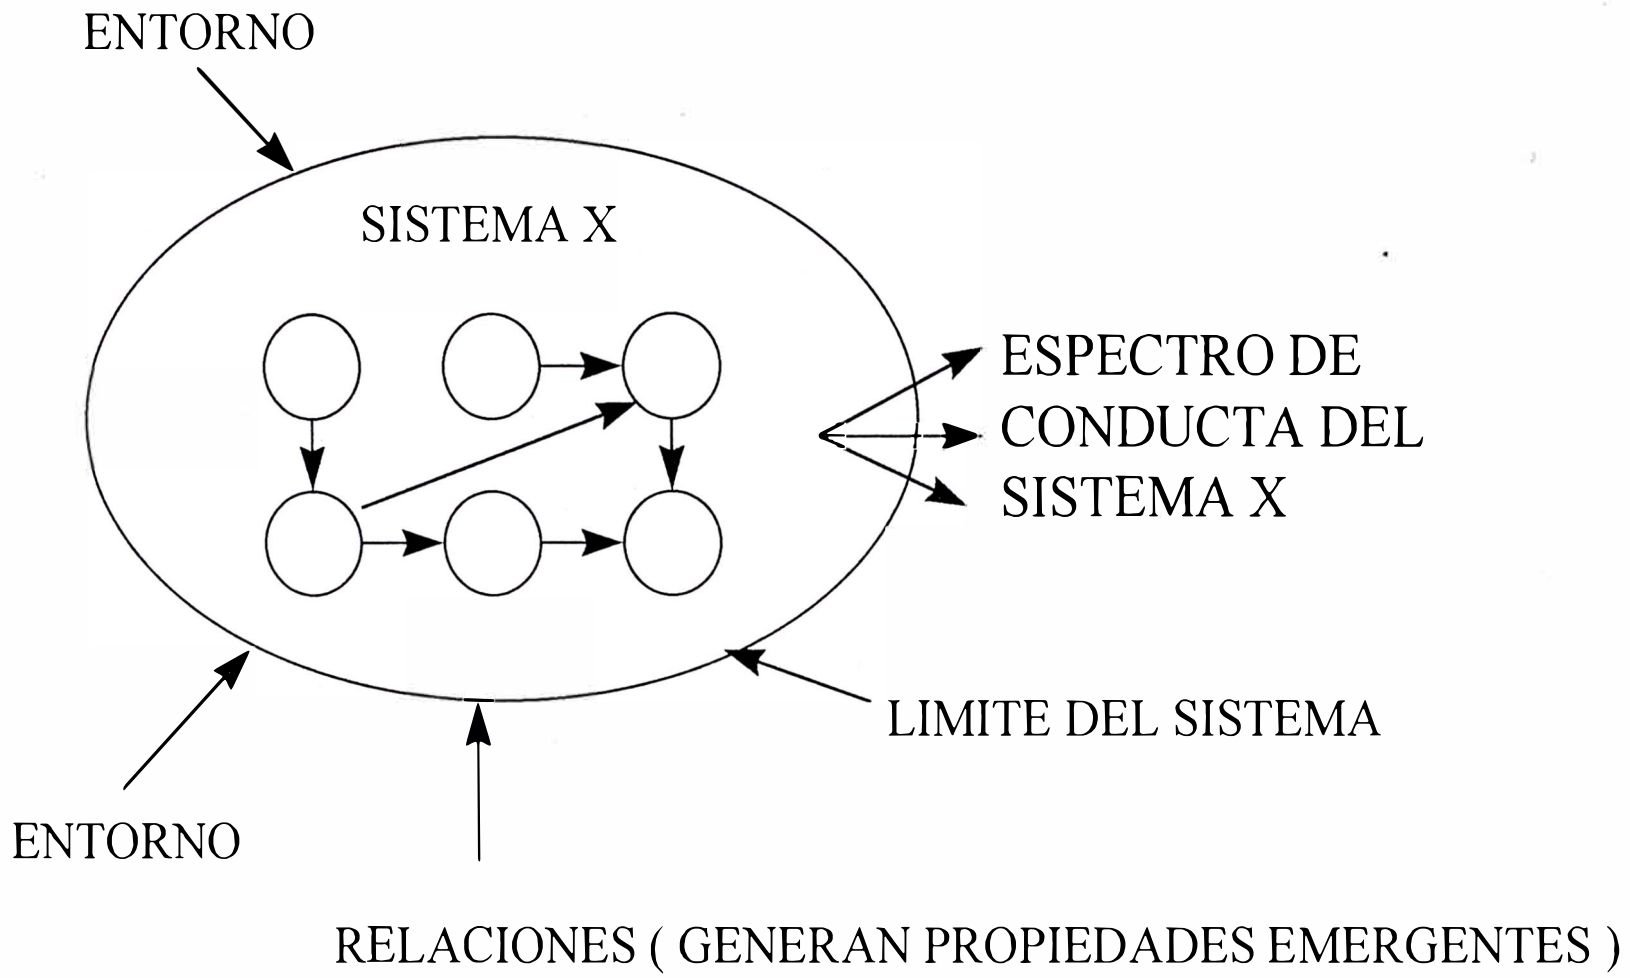 ENTORNO
SISTEMA X
ESPECTRO DE
CONDUCTA DEL
SISTEMA X
LIMITE DEL SISTEMA
ENTORNO
RELACIONES ( GENERAN PROPIEDADES EMERGENTES )